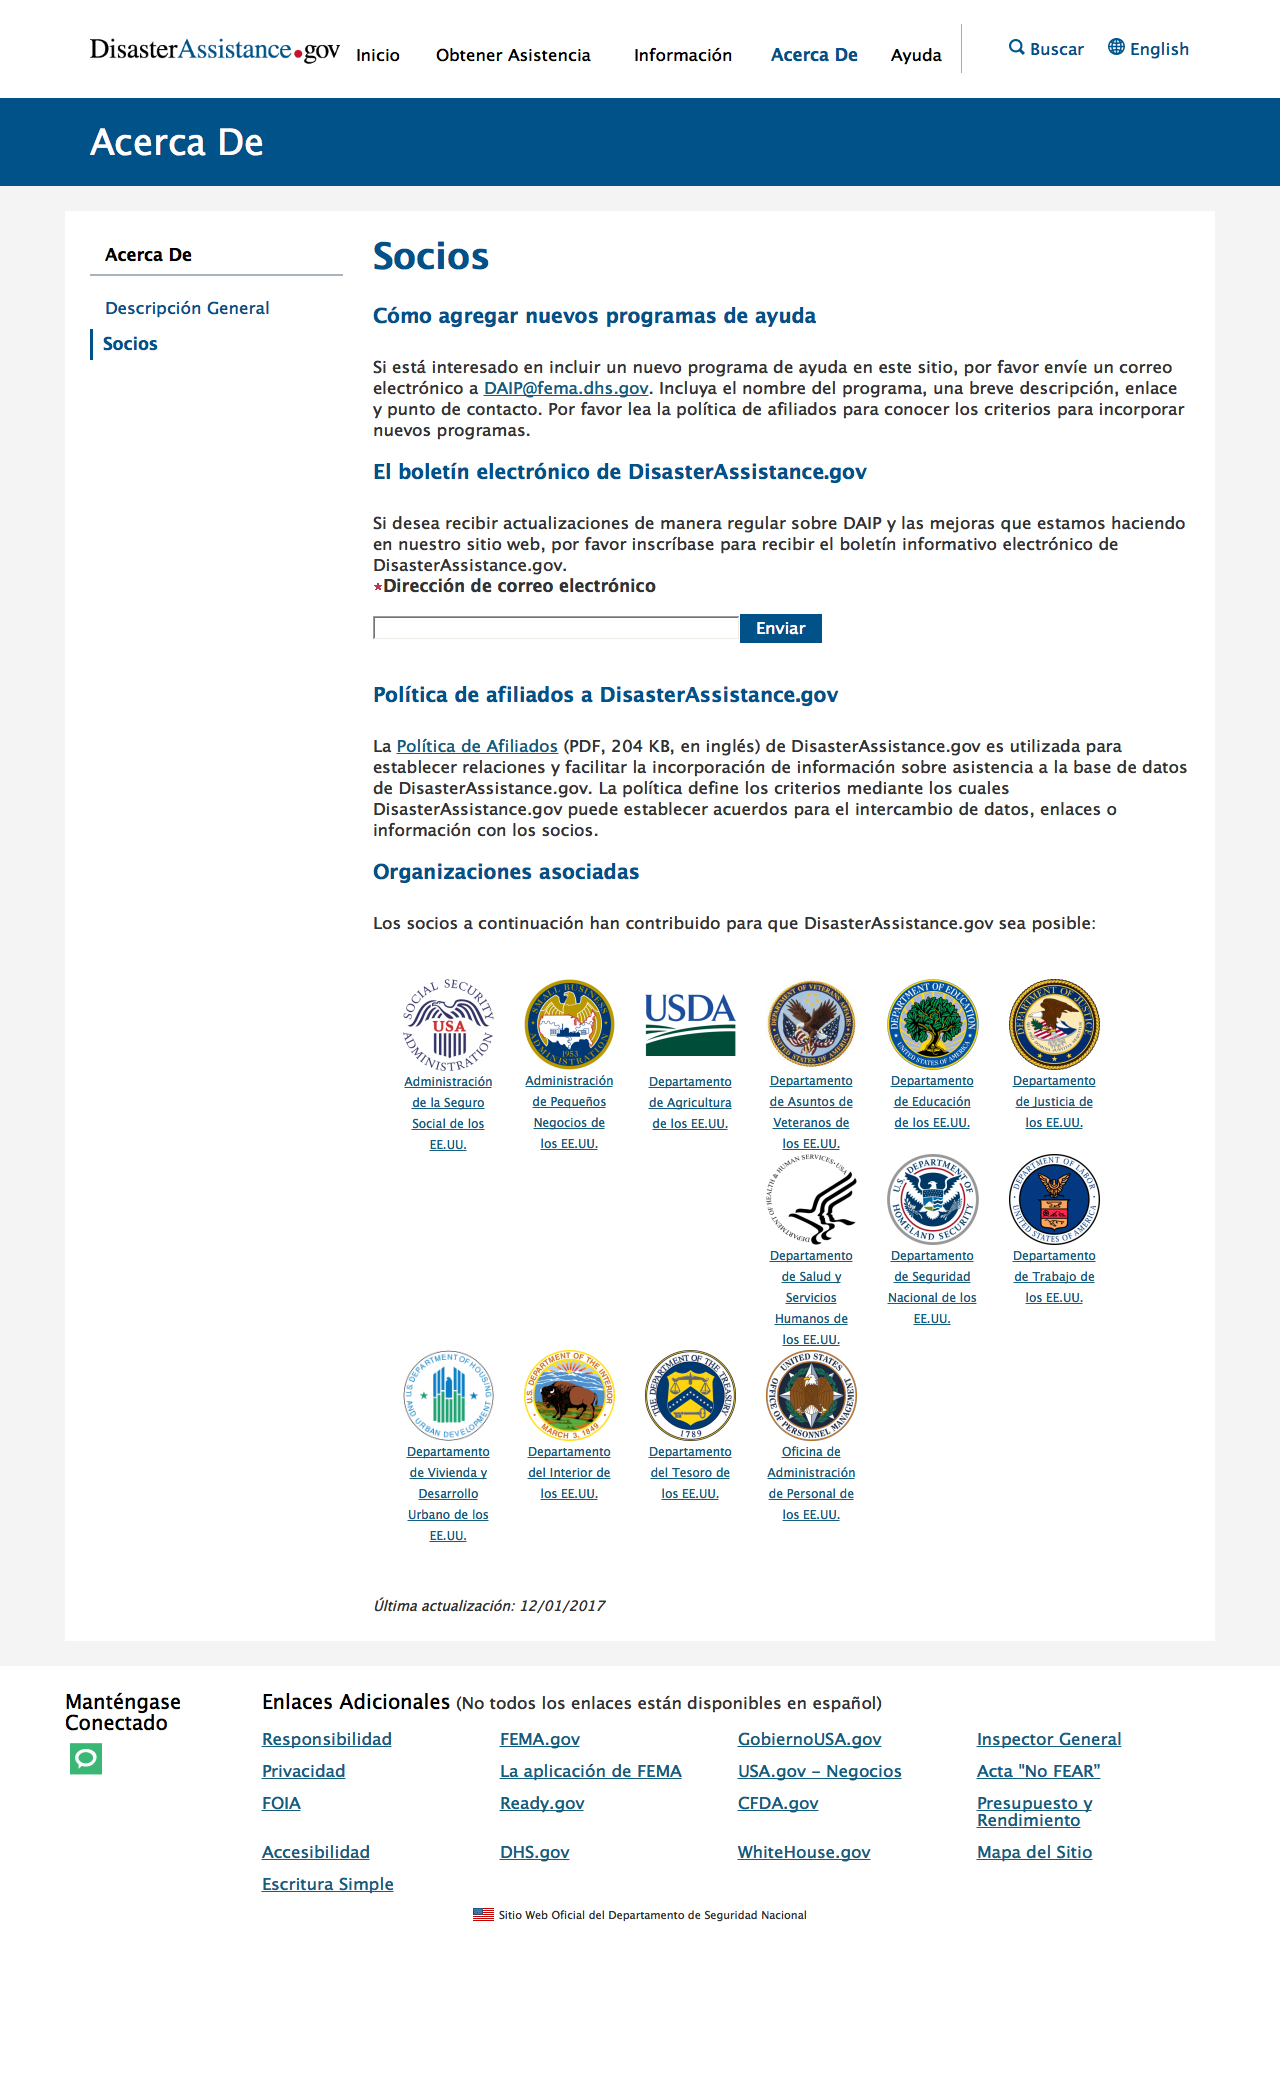 DisasterAssistance.gov
Inicio
Obtener Asistencia
Información
Acerca De
Ayuda
Buscar
English
Acerca De
Acerca De
Descripción General
Socios
Socios
Cómo agregar nuevos programas de ayuda
Si está interesado en incluir un nuevo programa de ayuda en este sitio, por favor envíe un correo
electrónico a DAIP@fema.dhs.gov. Incluya el nombre del programa, una breve descripción, enlace
y punto de contacto. Por favor lea la política de afiliados para conocer los criterios para incorporar
nuevos programas.
El boletín electrónico de DisasterAssistance.gov
Si desea recibir actualizaciones de manera regular sobre DAIP y las mejoras que estamos haciendo
en nuestro sitio web, por favor inscríbase para recibir el boletín informativo electrónico de
DisasterAssistance.gov.
*Dirección de correo electrónico
Enviar
Política de afiliados a DisasterAssistance.gov
La Política de Afiliados (PDF, 204 KB, en inglés) de DisasterAssistance.gov es utilizada para
establecer relaciones y facilitar la incorporación de información sobre asistencia a la base de datos
de DisasterAssistance.gov. La política define los criterios mediante los cuales
DisasterAssistance.gov puede establecer acuerdos para el intercambio de datos, enlaces o
información con los socios.
Organizaciones asociadas
Los socios a continuación han contribuido para que DisasterAssistance.gov sea posible:
SOCIAL SECURITY
USA
ADMINISTRATION
Administración
de la Seguro
Social de los
EE.UU.
SMALL BUSINESS
1953
ADMINISTRATION
Administración
de Pequeños
Negocios de
los EE.UU.
USDA
Departamento
de Agricultura
de los EE.UU.
DEPARTMENT OF VETERANS AFFAIRS
UNITED STATES OF AMERICA
Departamento
de Asuntos de
Veteranos de
los EE.UU.
DEPARTMENT OF EDUCATION
UNITED STATES OF AMERICA
Departamento
de Educación
de los EE.UU.
DEPARTMENT OF JUSTICE
Departamento
de Justicia de
los EE.UU.
DEPARTMENT OF HEALTH & HUMAN SERVICES • USA
Departamento
de Salud y
Servicios
Humanos de
los EE.UU.
U.S. DEPARTMENT OF
HOMELAND SECURITY
Departamento
de Seguridad
Nacional de los
EE.UU.
DEPARTMENT OF LABOR
UNITED STATES OF AMERICA
Departamento
de Trabajo de
los EE.UU.
U.S. DEPARTMENT OF HOUSING
AND URBAN DEVELOPMENT
Departamento
de Vivienda y
Desarrollo
Urbano de los
EE.UU.
U.S. DEPARTMENT OF THE INTERIOR
MARCH 3, 1849
Departamento
del Interior de
los EE.UU.
THE DEPARTMENT OF THE TREASURY
1789
Departamento
del Tesoro de
los EE.UU.
UNITED STATES
OFFICE OF PERSONNEL MANAGEMENT
Oficina de
Administración
de Personal de
los EE.UU.
Última actualización: 12/01/2017
Manténgase
Conectado
Enlaces Adicionales (No todos los enlaces están disponibles en español)
Responsibilidad
FEMA.gov
GobiernoUSA.gov
Inspector General
Privacidad
La aplicación de FEMA
USA.gov – Negocios
Acta "No FEAR”
FOIA
Ready.gov
CFDA.gov
Presupuesto y
Rendimiento
Accesibilidad
DHS.gov
WhiteHouse.gov
Mapa del Sitio
Escritura Simple
Sitio Web Oficial del Departamento de Seguridad Nacional